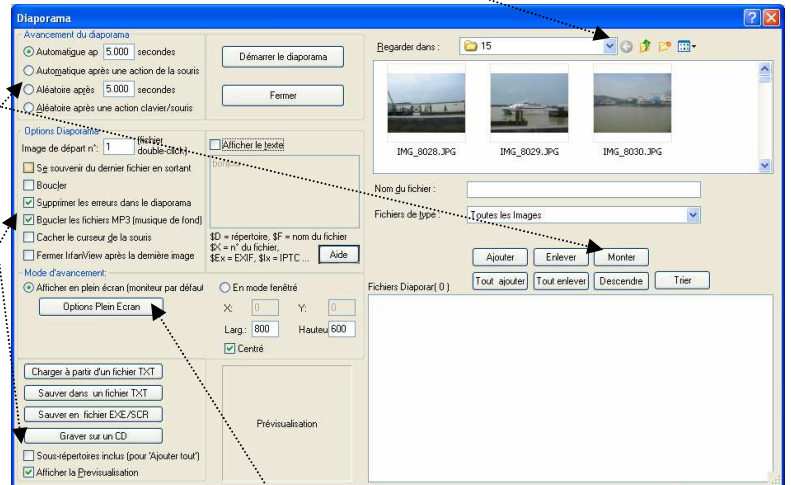 Diaporama
Avancement du diaporama
Automatigue ap 5.000 secondes
Automatique après une action de la souris
Aléatoire après 5.000 secondes
Aléatoire après une action clavier/souris
Démarrer le diaporama
Fermer
Options Diaporama
Image de départ n°: 1 (fichier double-click)
Se souvenir du dernier fichier en sortant
Boucler
Supprimer les erreurs dans le diaporama
Boucler les fichiers MP3 (musique de fond)
Cacher le curseur de la souris
Fermer IrfanView après la dernière image
Afficher le texte
$D = répertoire, $F = nom du fichier
$X = n° du fichier,
$Ex = EXIF, $Ix = IPTC ... Aide
Mode d'avancement:
Afficher en plein écran (moniteur par défaut
Options Plein Ecran
En mode fenêtré
X: 0 Y: 0
Larg.: 800 Hauteu 600
Centré
Charger à partir d'un fichier TXT
Sauver dans un fichier TXT
Sauver en fichier EXE/SCR
Graver sur un CD
Sous-répertoires inclus (pour 'Ajouter tout')
Afficher la Previsualisation
Prévisualisation
Regarder dans : 15
IMG_8028.JPG IMG_8029.JPG IMG_8030.JPG
Nom du fichier :
Fichiers de type : Toutes les Images
Ajouter Enlever Monter
Tout ajouter Tout enlever Descendre Trier
Fichiers Diaporar( 0 )